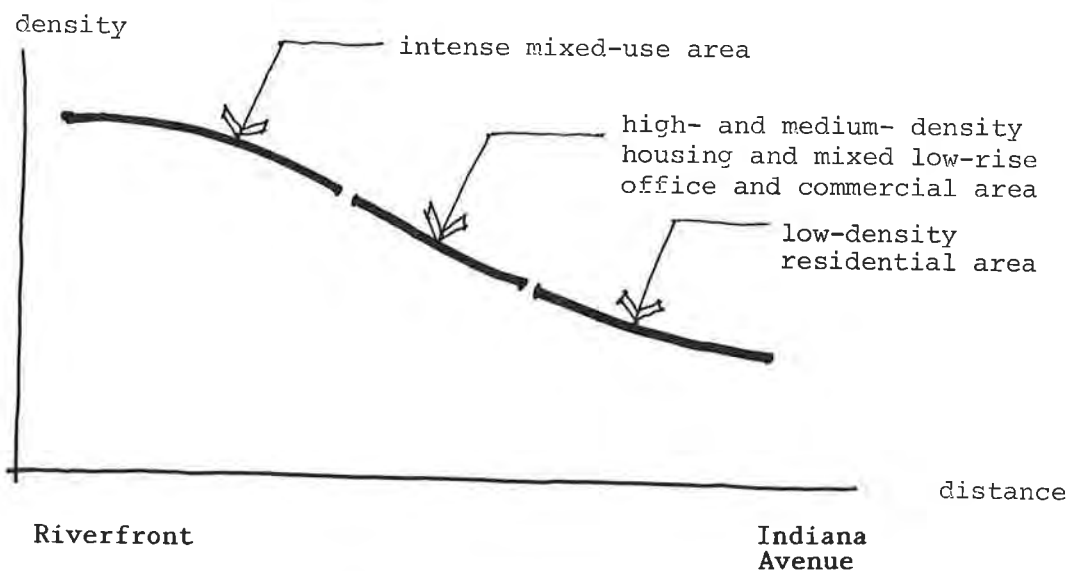 density
intense mixed-use area
high- and medium- density
housing and mixed low-rise
office and commercial area
low-density
residential area
distance
Riverfront
Indiana
Avenue